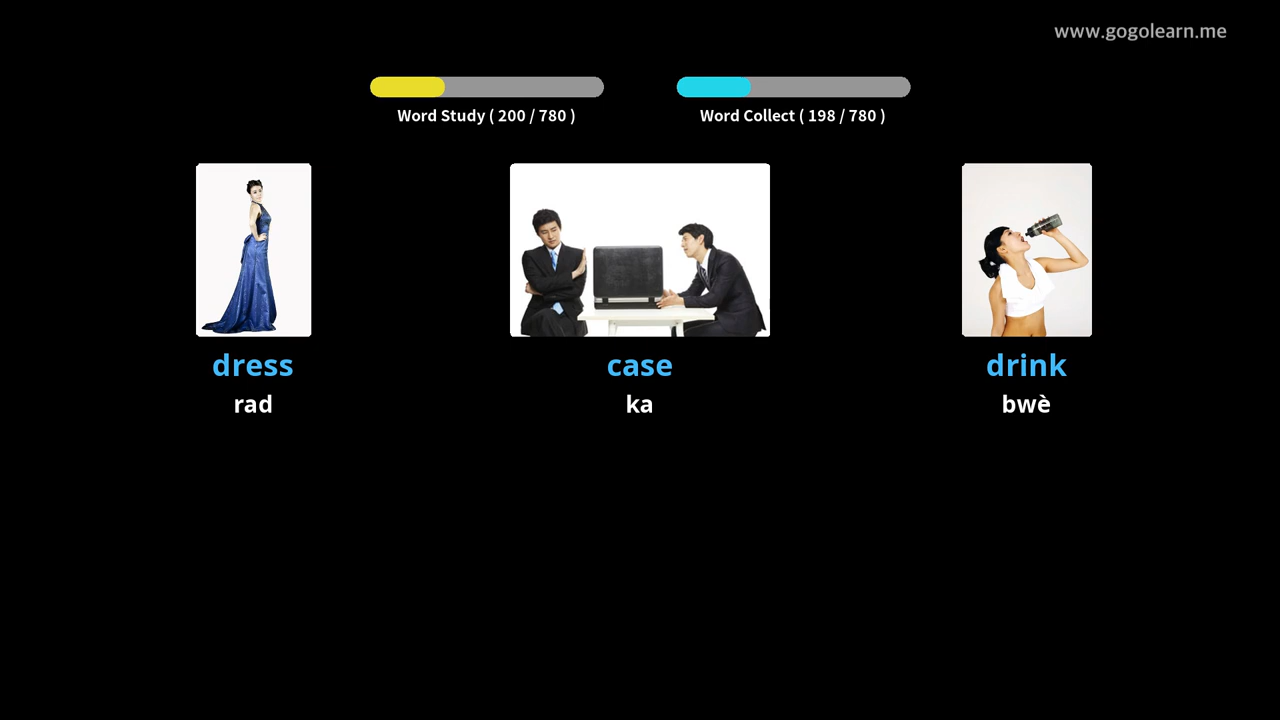 www.gogolearn.me
Word Study ( 200 / 780 )
Word Collect ( 198 / 780 )
dress
case
drink
rad
ka
bwè